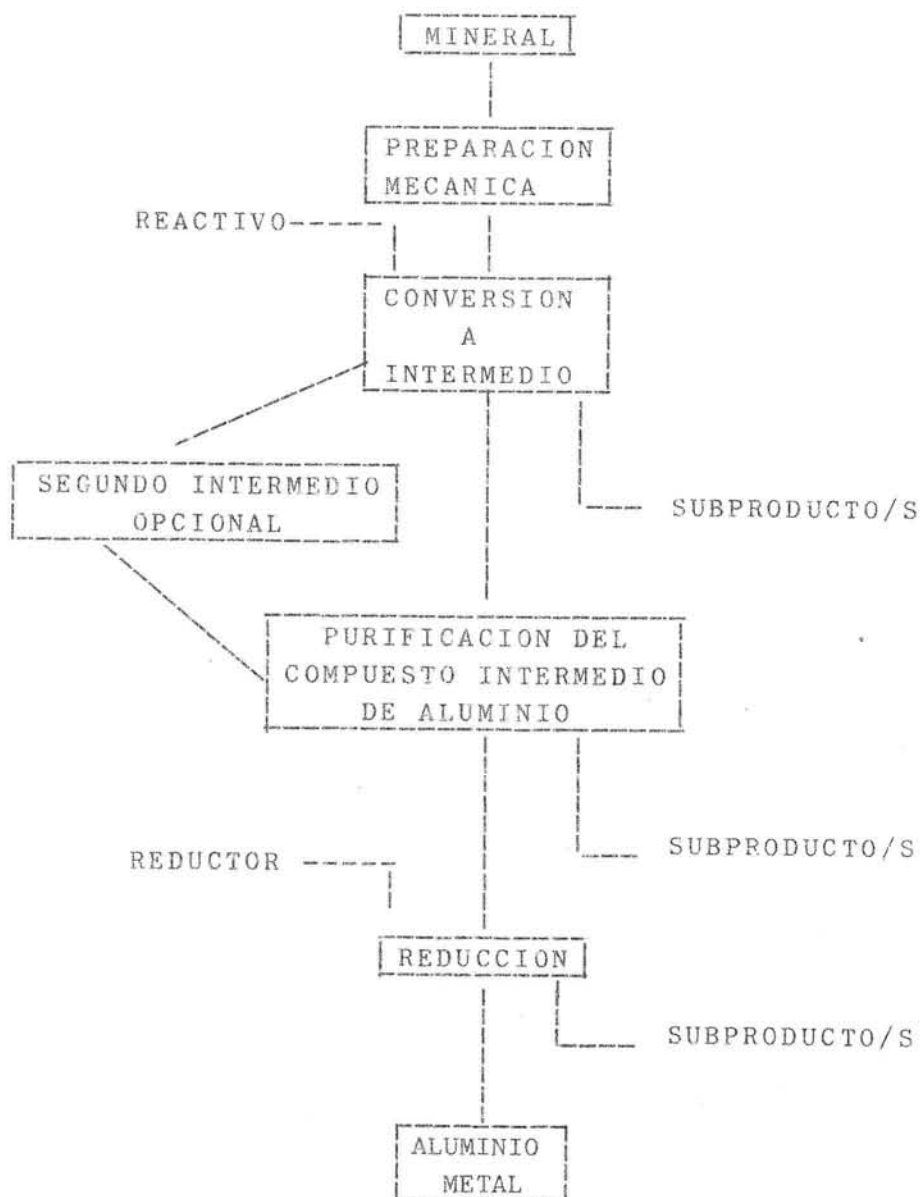 MINERAL
PREPARACION
MECANICA
REACTIVO
CONVERSION
A
INTERMEDIO
SEGUNDO INTERMEDIO
OPCIONAL
SUBPRODUCTO/S
PURIFICACION DEL
COMPUESTO INTERMEDIO
DE ALUMINIO
SUBPRODUCTO/S
REDUCTOR
REDUCCION
SUBPRODUCTO/S
ALUMINIO
METAL